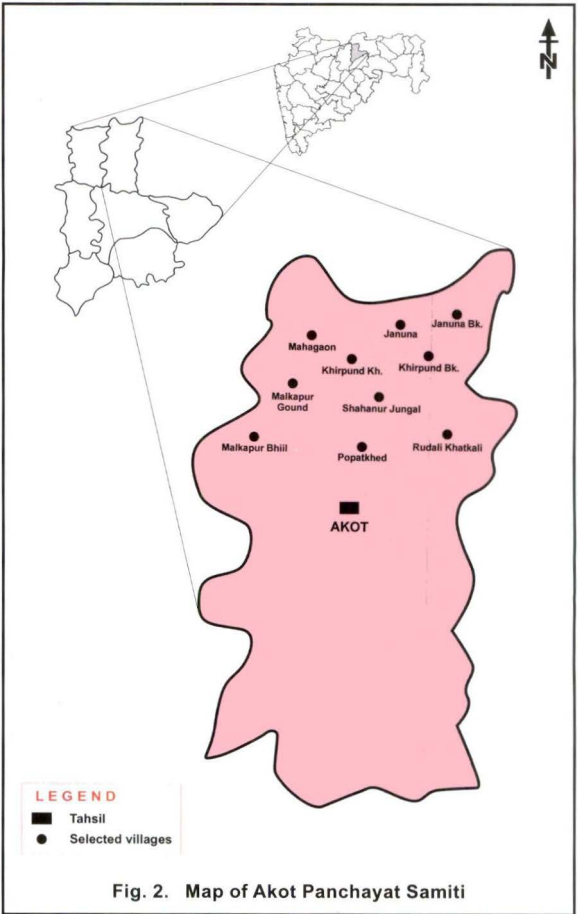 N
Januna Bk.
Januna
Mahagaon
Khirpund Kh.
Khirpund Bk.
Malkapur
Gound
Shahanur Jungal
Malkapur Bhiil
Popatkhed
Rudali Khatkali
AKOT
LEGEND
Tahsil
Selected villages
Fig. 2. Map of Akot Panchayat Samiti